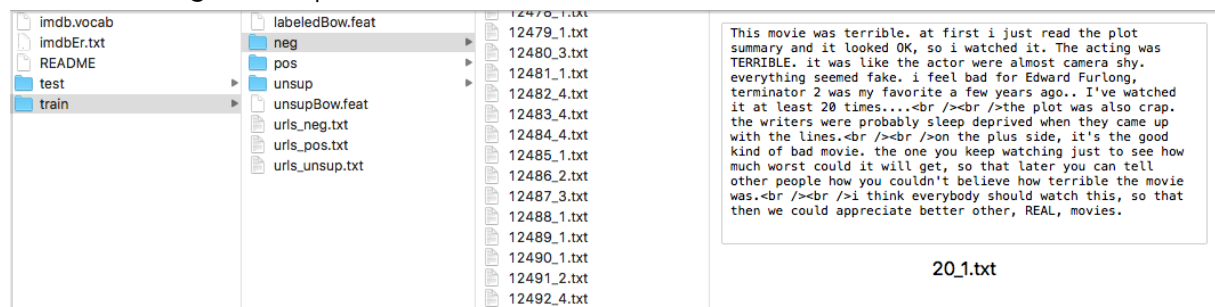 imdb.vocab
imdbEr.txt
README
test
train
labeledBow.feat
neg
pos
unsup
unsupBow.feat
urls_neg.txt
urls_pos.txt
urls_unsup.txt
12478_1.txt
12479_1.txt
12480_3.txt
12481_1.txt
12482_4.txt
12483_4.txt
12484_4.txt
12485_1.txt
12486_2.txt
12487_3.txt
12488_1.txt
12489_1.txt
12490_1.txt
12491_2.txt
12492_4.txt
This movie was terrible. at first i just read the plot
summary and it looked OK, so i watched it. The acting was
TERRIBLE. it was like the actor were almost camera shy.
everything seemed fake. i feel bad for Edward Furlong,
terminator 2 was my favorite a few years ago.. I've watched
it at least 20 times....<br /><br />the plot was also crap.
the writers were probably sleep deprived when they came up
with the lines.<br /><br />on the plus side, it's the good
kind of bad movie. the one you keep watching just to see how
much worst could it will get, so that later you can tell
other people how you couldn't believe how terrible the movie
was.<br /><br />i think everybody should watch this, so that
then we could appreciate better other, REAL, movies.
20_1.txt